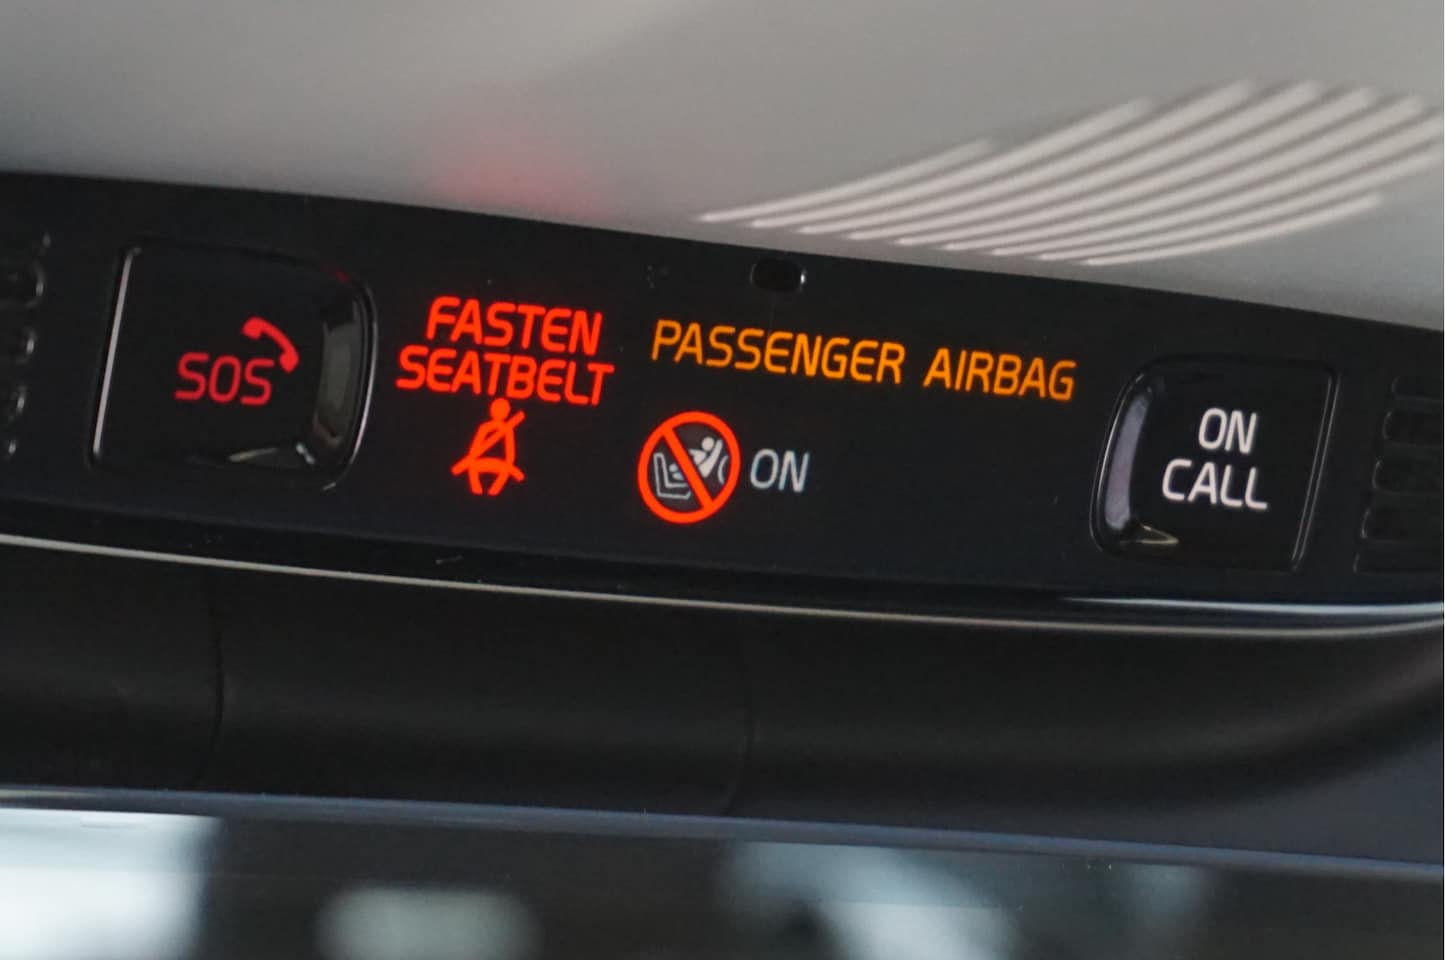 SOS
FASTEN
SEATBELT
PASSENGER AIRBAG
ON
ON
CALL